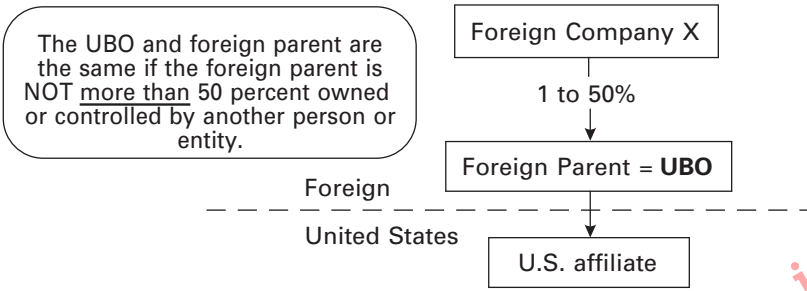 The UBO and foreign parent are
the same if the foreign parent is
NOT more than 50 percent owned
or controlled by another person or
entity.
Foreign Company X
1 to 50%
Foreign Parent = UBO
Foreign
United States
U.S. affiliate